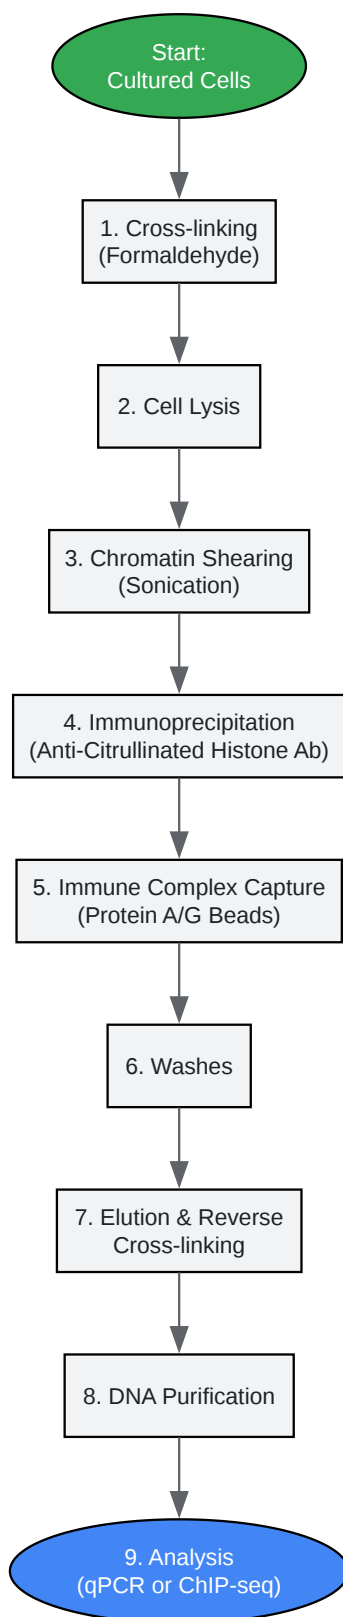 Start:
Cultured Cells
1. Cross-linking
(Formaldehyde)
2. Cell Lysis
3. Chromatin Shearing
(Sonication)
4. Immunoprecipitation
(Anti-Citrullinated Histone Ab)
5. Immune Complex Capture
(Protein A/G Beads)
6. Washes
7. Elution & Reverse
Cross-linking
8. DNA Purification
9. Analysis
(qPCR or ChIP-seq)